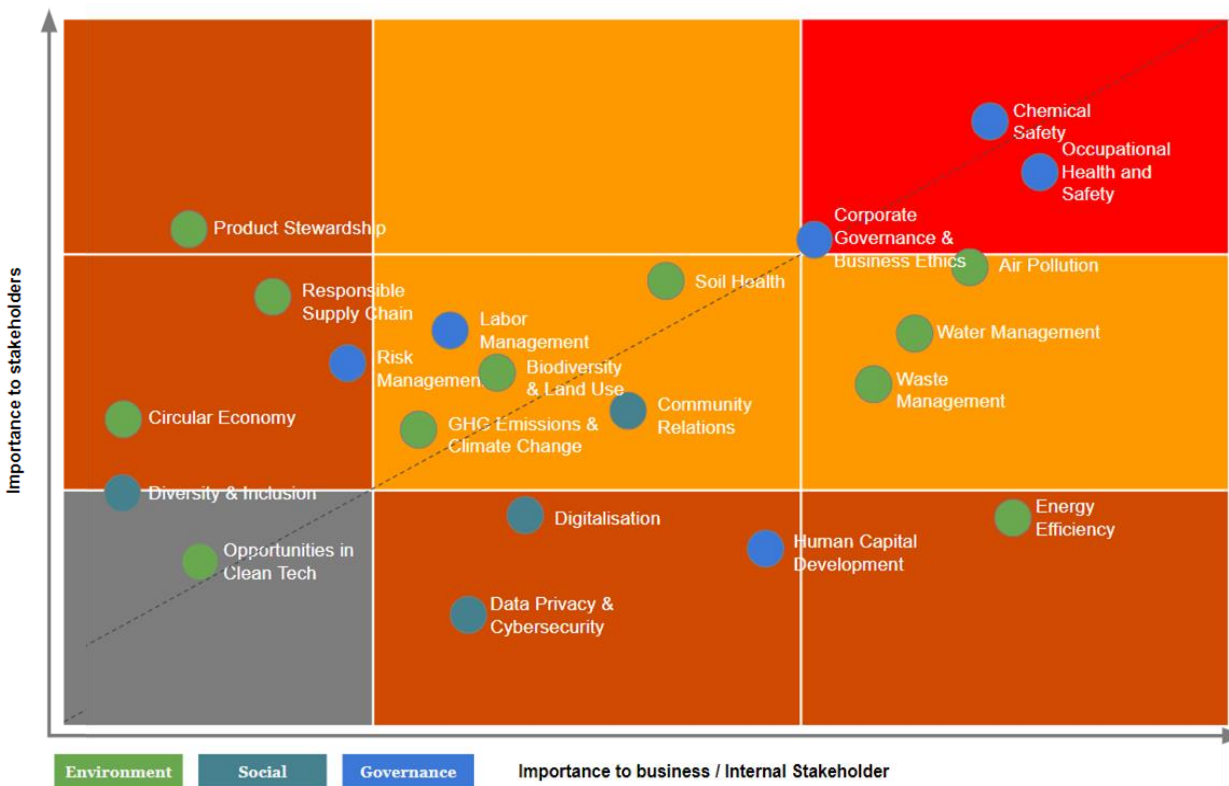 Importance to stakeholders
Chemical
Safety
Occupational
Health and
Safety
Corporate
Governance &
Business Ethics
Product Stewardship
Air Pollution
Soil Health
Responsible
Supply Chain
Labor
Management
Water Management
Risk
Management
Biodiversity
& Land Use
Waste
Management
Circular Economy
Community
Relations
GHG Emissions &
Climate Change
Diversity & Inclusion
Digitalisation
Energy
Efficiency
Human Capital
Development
Opportunities in
Clean Tech
Data Privacy &
Cybersecurity
Environment
Social
Governance
Importance to business / Internal Stakeholder